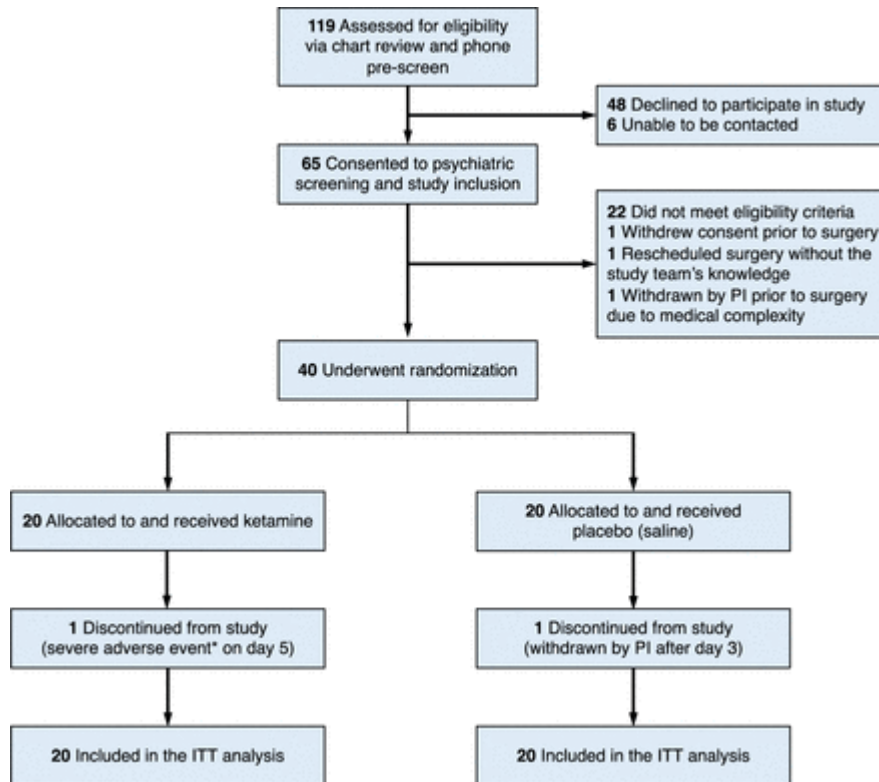 119 Assessed for eligibility
via chart review and phone
pre-screen
48 Declined to participate in study
6 Unable to be contacted
65 Consented to psychiatric
screening and study inclusion
22 Did not meet eligibility criteria
1 Withdrew consent prior to surgery
1 Rescheduled surgery without the
study team's knowledge
1 Withdrawn by PI prior to surgery
due to medical complexity
40 Underwent randomization
20 Allocated to and received ketamine
20 Allocated to and received
placebo (saline)
1 Discontinued from study
(severe adverse event* on day 5)
1 Discontinued from study
(withdrawn by PI after day 3)
20 Included in the ITT analysis
20 Included in the ITT analysis